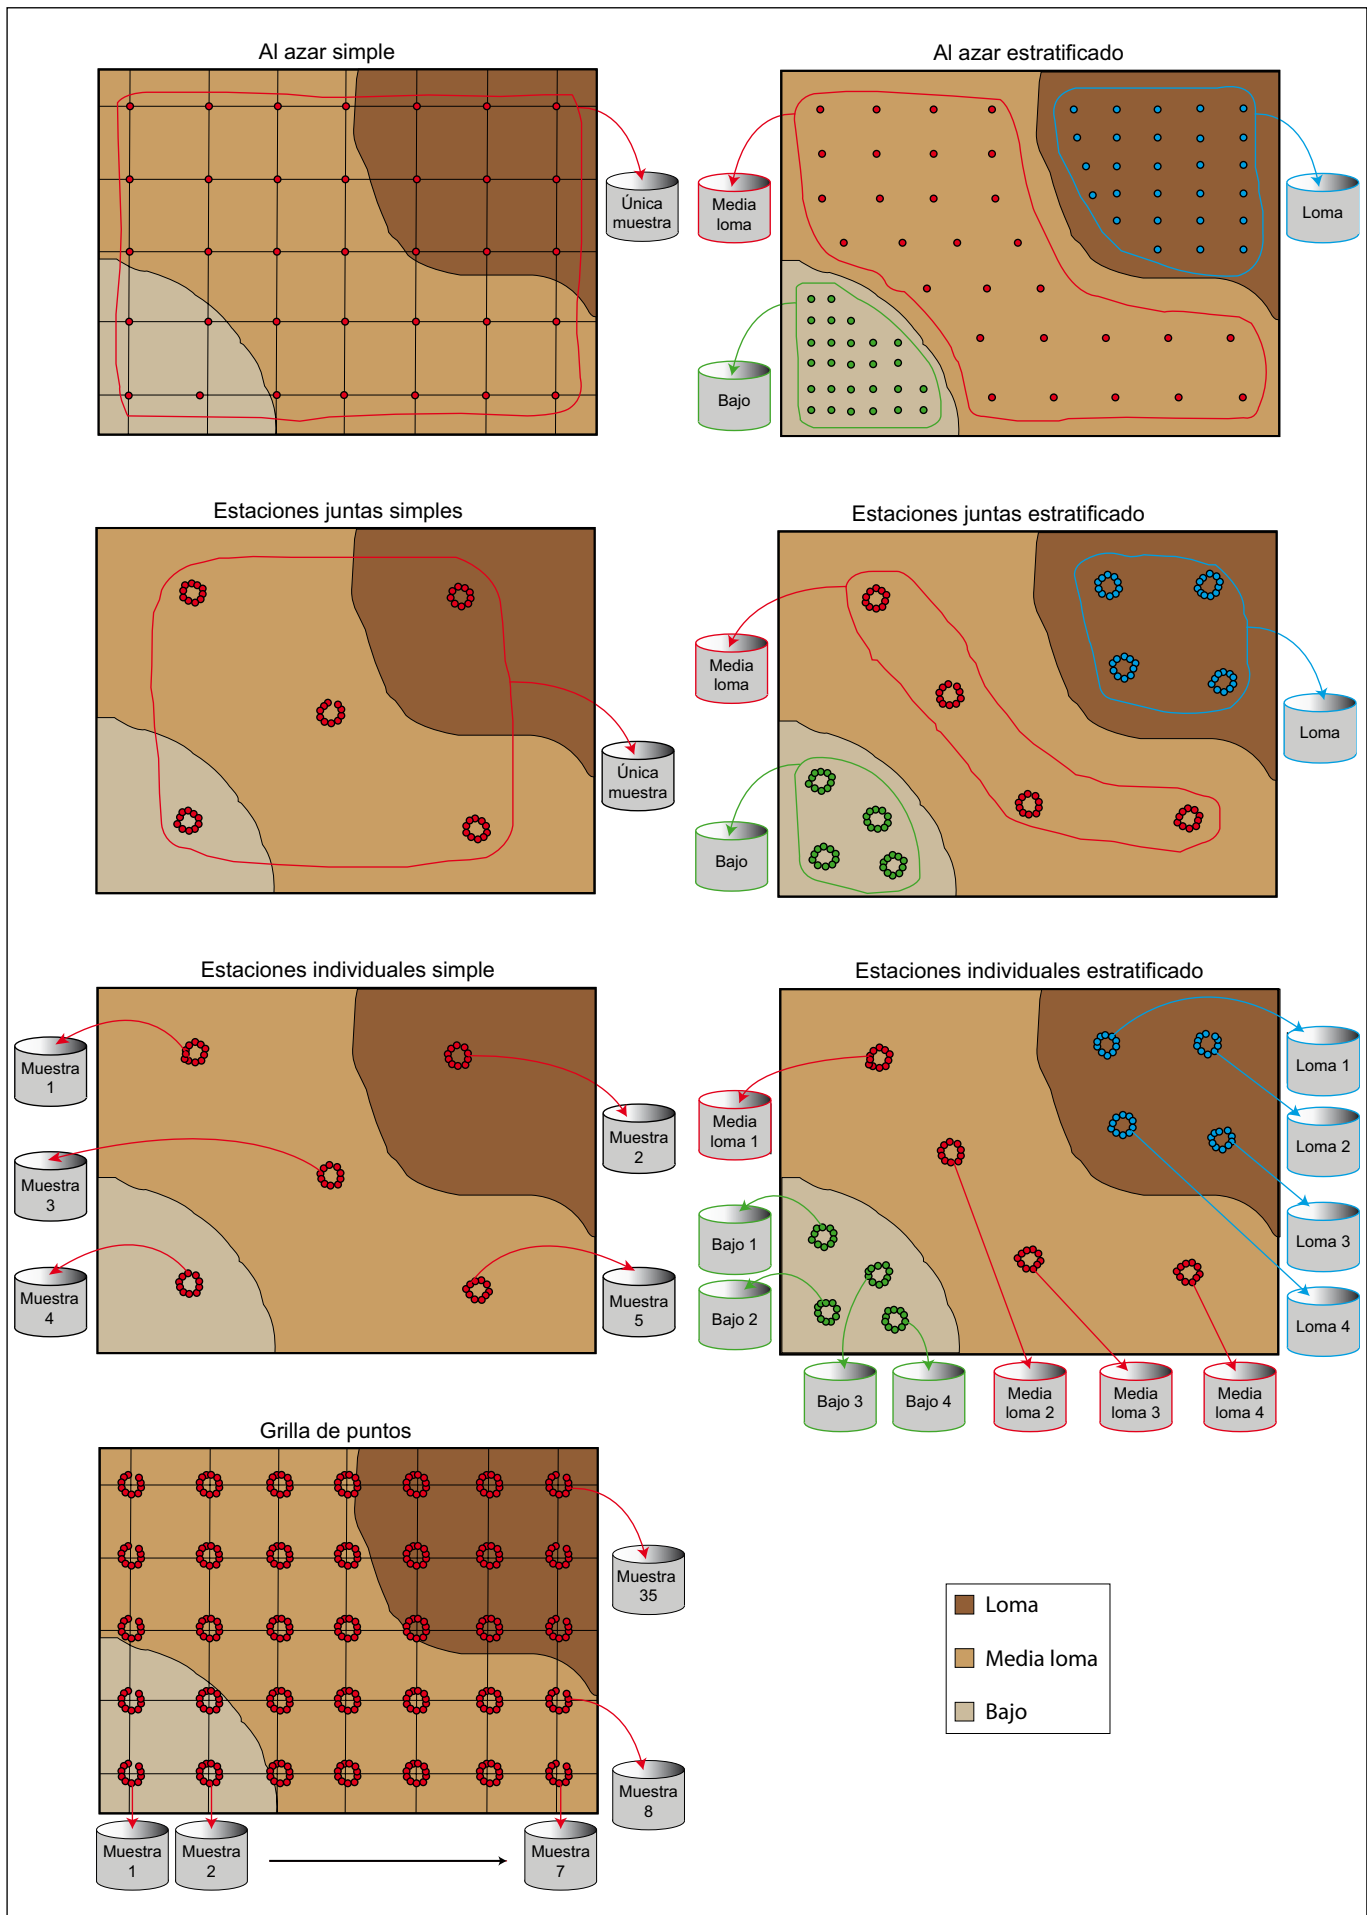 Al azar simple
Única
muestra
Al azar estratificado
Media
loma
Loma
Bajo
Estaciones juntas simples
Única
muestra
Estaciones juntas estratificado
Media
loma
Loma
Bajo
Estaciones individuales simple
Muestra
1
Muestra
2
Muestra
3
Muestra
4
Muestra
5
Estaciones individuales estratificado
Media
loma 1
Loma 1
Loma 2
Bajo 1
Loma 3
Bajo 2
Loma 4
Bajo 3
Bajo 4
Media
loma 2
Media
loma 3
Media
loma 4
Grilla de puntos
Muestra
35
Muestra
8
Muestra
1
Muestra
2
Muestra
7
Loma
Media loma
Bajo